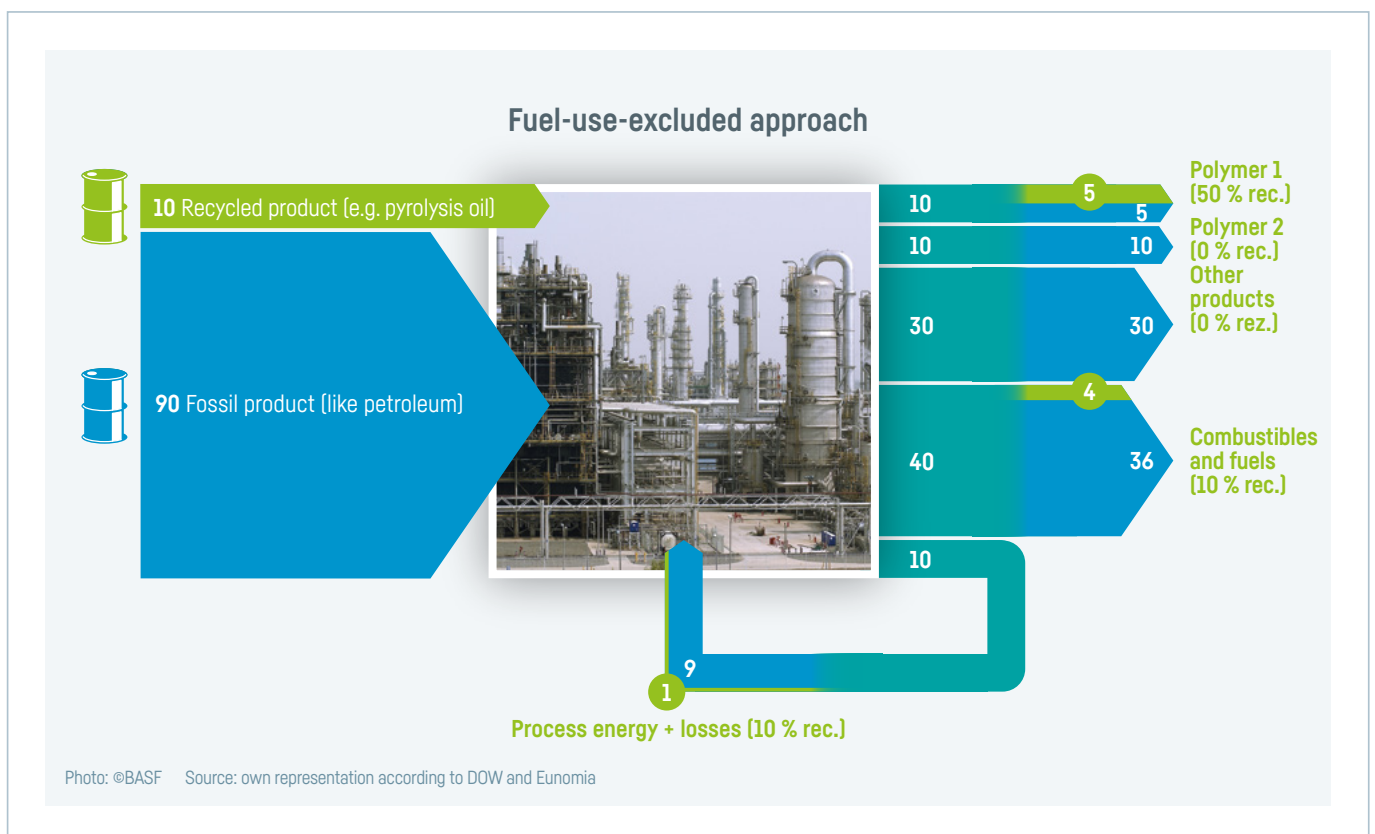 Fuel-use-excluded approach
10 Recycled product (e.g. pyrolysis oil)
90 Fossil product (like petroleum)
10
5
5
Polymer 1
(50 % rec.)
10
10
Polymer 2
(0 % rec.)
30
30
Other
products
(0 % rez.)
40
4
36
Combustibles
and fuels
(10 % rec.)
10
9
1
Process energy + losses (10 % rec.)
Photo: ©BASF Source: own representation according to DOW and Eunomia